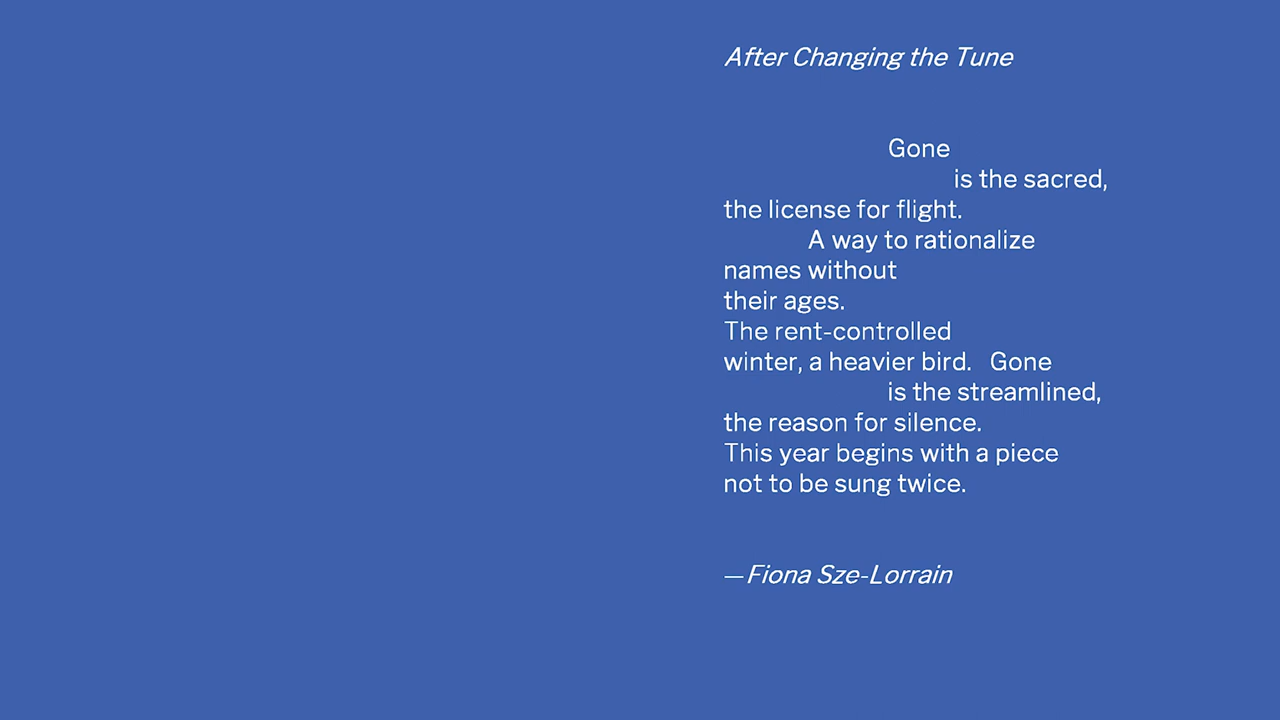 After Changing the Tune
Gone
is the sacred,
the license for flight.
A way to rationalize
names without
their ages.
The rent-controlled
winter, a heavier bird. Gone
is the streamlined,
the reason for silence.
This year begins with a piece
not to be sung twice.
—Fiona Sze-Lorrain